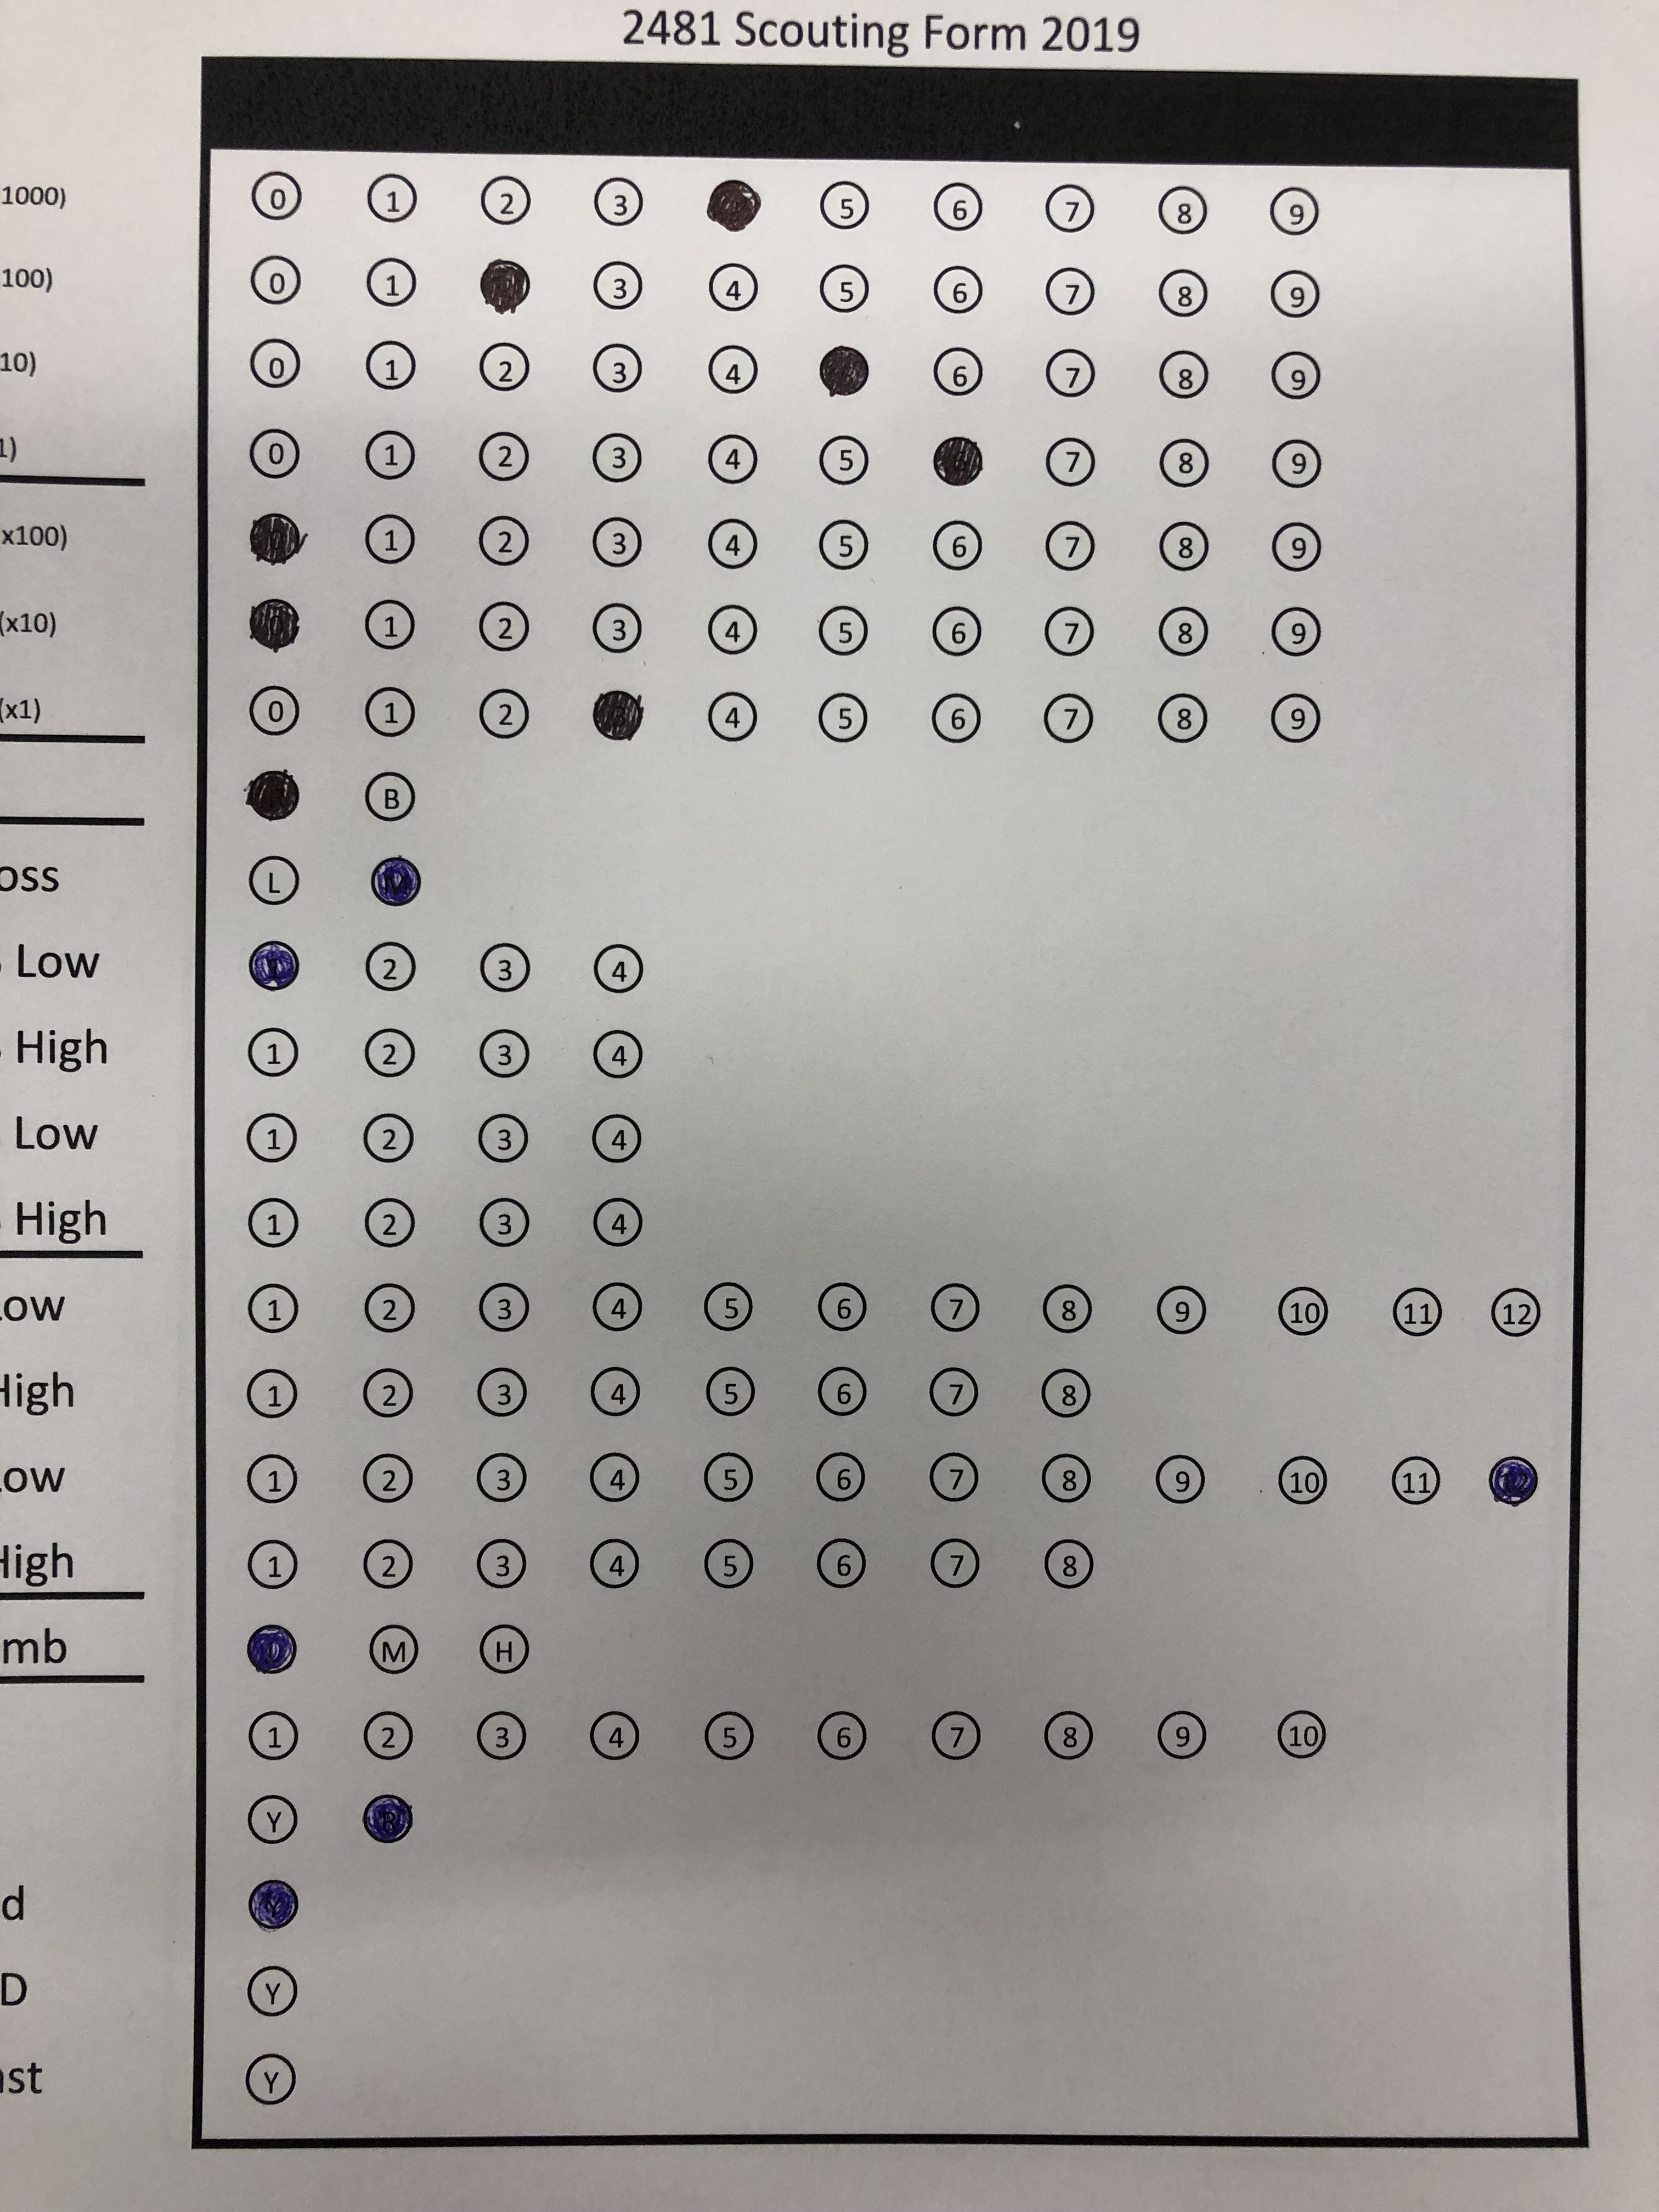 2481 Scouting Form 2019
1000) 0 1 2 3 5 6 7 8 9
100) 0 1 3 4 5 6 7 8 9
10) 0 1 2 3 4 6 7 8 9
1) 0 1 2 3 4 5 6 7 8 9
x100) 1 2 3 4 5 6 7 8 9
(x10) 1 2 3 4 5 6 7 8 9
(x1) 0 1 2 3 4 5 6 7 8 9
B
oss L M
Low 1 2 3 4
High 1 2 3 4
Low 1 2 3 4
High 1 2 3 4
ow 1 2 3 4 5 6 7 8 9 10 11 12
High 1 2 3 4 5 6 7 8
ow 1 2 3 4 5 6 7 8 9 10 11 12
High 1 2 3 4 5 6 7 8
mb M H
1 2 3 4 5 6 7 8 9 10
Y R
d Y
D Y
st Y